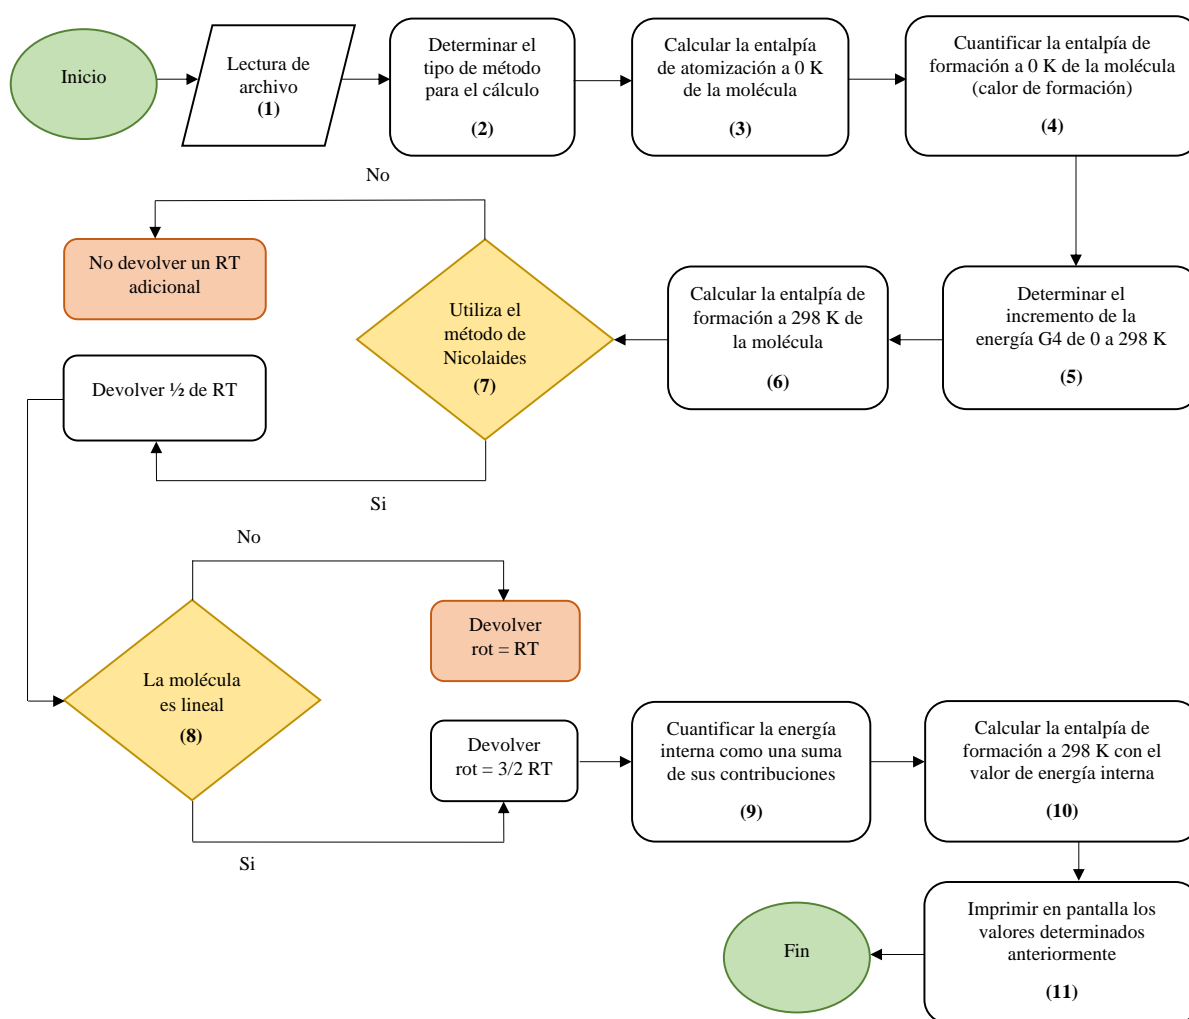 Inicio
Lectura de
archivo
(1)
Determinar el
tipo de método
para el cálculo
(2)
Calcular la entalpía
de atomización a 0 K
de la molécula
(3)
Cuantificar la entalpía de
formación a 0 K de la molécula
(calor de formación)
(4)
Determinar el
incremento de la
energía G4 de 0 a 298 K
(5)
Calcular la entalpía de
formación a 298 K de
la molécula
(6)
Utiliza el
método de
Nicolaides
(7)
No
No devolver un RT
adicional
Si
Devolver ½ de RT
La molécula
es lineal
(8)
No
Devolver
rot = RT
Si
Devolver
rot = 3/2 RT
Cuantificar la energía
interna como una suma
de sus contribuciones
(9)
Calcular la entalpía de
formación a 298 K con el
valor de energía interna
(10)
Imprimir en pantalla los
valores determinados
anteriormente
(11)
Fin